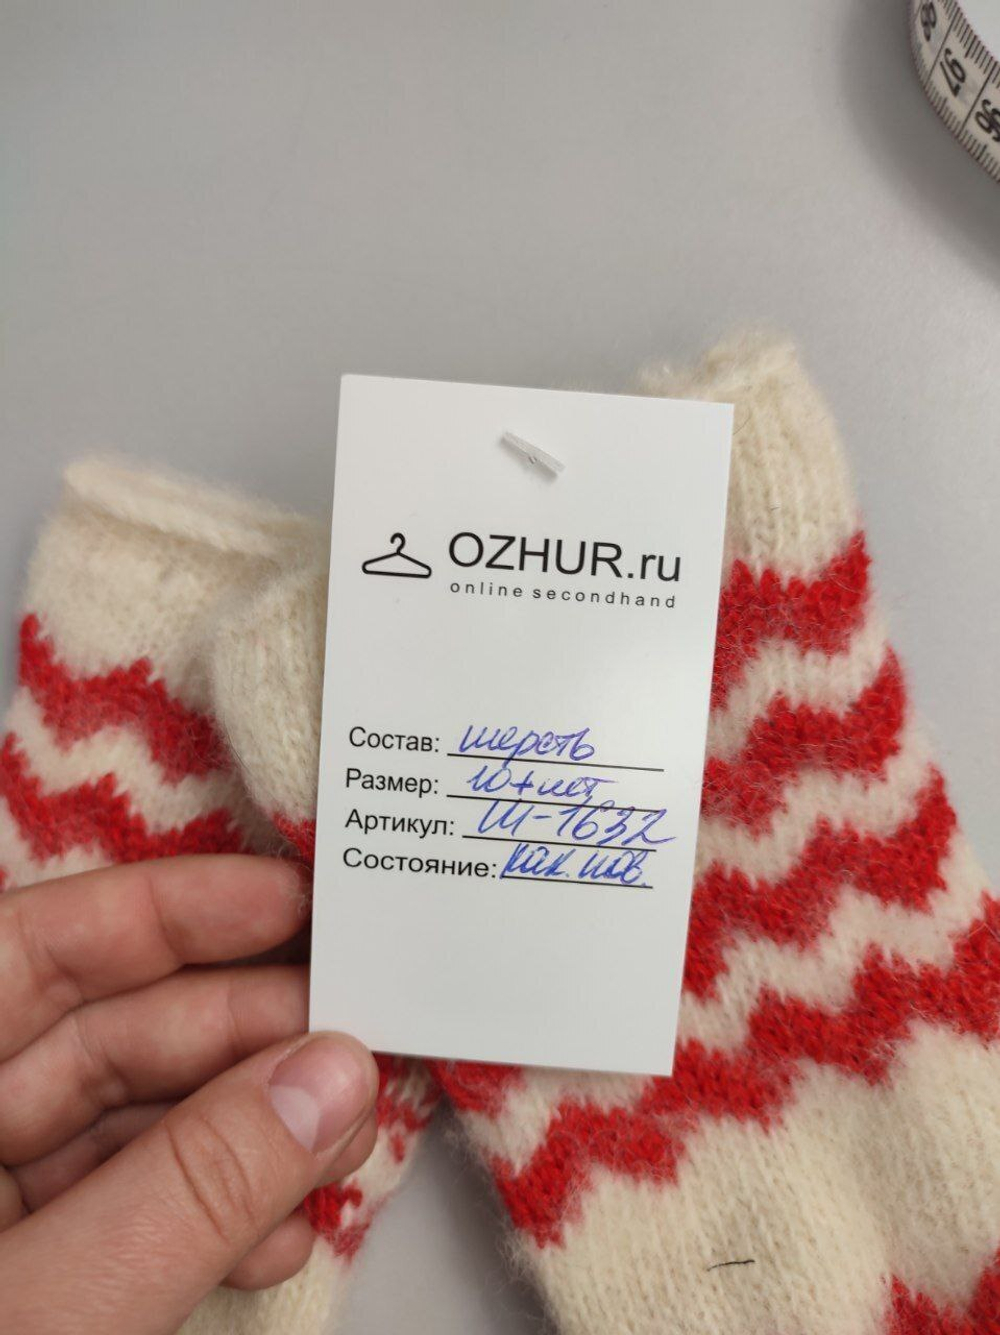 OZHUR.ru
online secondhand
Состав: шерсть
Размер: 10+лет
Артикул: Ш-1632
Состояние: как нов.